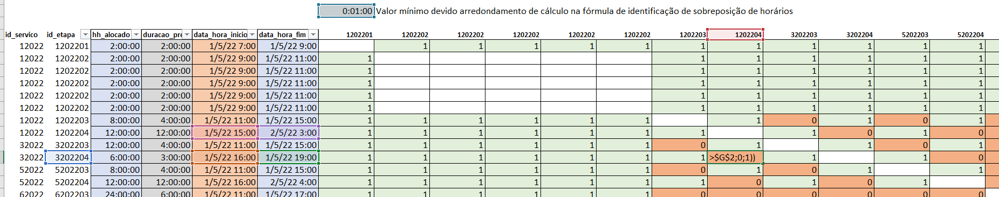 0:01:00 Valor mínimo devido arredondamento de cálculo na fórmula de identificação de sobreposição de horários
id_servico id_etapa hh_alocado duracao_pre data_hora_inicio data_hora_fim 1202201 1202202 1202202 1202202 1202202 1202202 1202203 1202204 3202203 3202204 5202203 5202204
12022 1202201 2:00:00 2:00:00 1/5/22 7:00 1/5/22 9:00 1 1 1 1 1 1 1 1 1 1 1
12022 1202202 2:00:00 2:00:00 1/5/22 9:00 1/5/22 11:00 1 1 1 1 1 1 1
12022 1202202 2:00:00 2:00:00 1/5/22 9:00 1/5/22 11:00 1 1 1 1 1 1 1
12022 1202202 2:00:00 2:00:00 1/5/22 9:00 1/5/22 11:00 1 1 1 1 1 1 1
12022 1202202 2:00:00 2:00:00 1/5/22 9:00 1/5/22 11:00 1 1 1 1 1 1 1
12022 1202202 2:00:00 2:00:00 1/5/22 9:00 1/5/22 11:00 1 1 1 1 1 1 1
12022 1202203 8:00:00 4:00:00 1/5/22 11:00 1/5/22 15:00 1 1 1 1 1 1 1 0 1 0 1
12022 1202204 12:00:00 12:00:00 1/5/22 15:00 2/5/22 3:00 1 1 1 1 1 1 1 1 0 1 0
32022 3202203 12:00:00 4:00:00 1/5/22 11:00 1/5/22 15:00 1 1 1 1 1 1 0 1 1 0 1
32022 3202204 6:00:00 3:00:00 1/5/22 16:00 1/5/22 19:00 1 1 1 1 1 1 1 >$G$2;0;1)) 1 1 0
52022 5202203 8:00:00 4:00:00 1/5/22 11:00 1/5/22 15:00 1 1 1 1 1 1 0 1 0 1 1
52022 5202204 12:00:00 12:00:00 1/5/22 16:00 2/5/22 4:00 1 1 1 1 1 1 1 0 1 0 1
62022 6202203 24:00:00 6:00:00 1/5/22 11:00 1/5/22 17:00 1 1 1 1 1 1 0 0 0 0 0 0